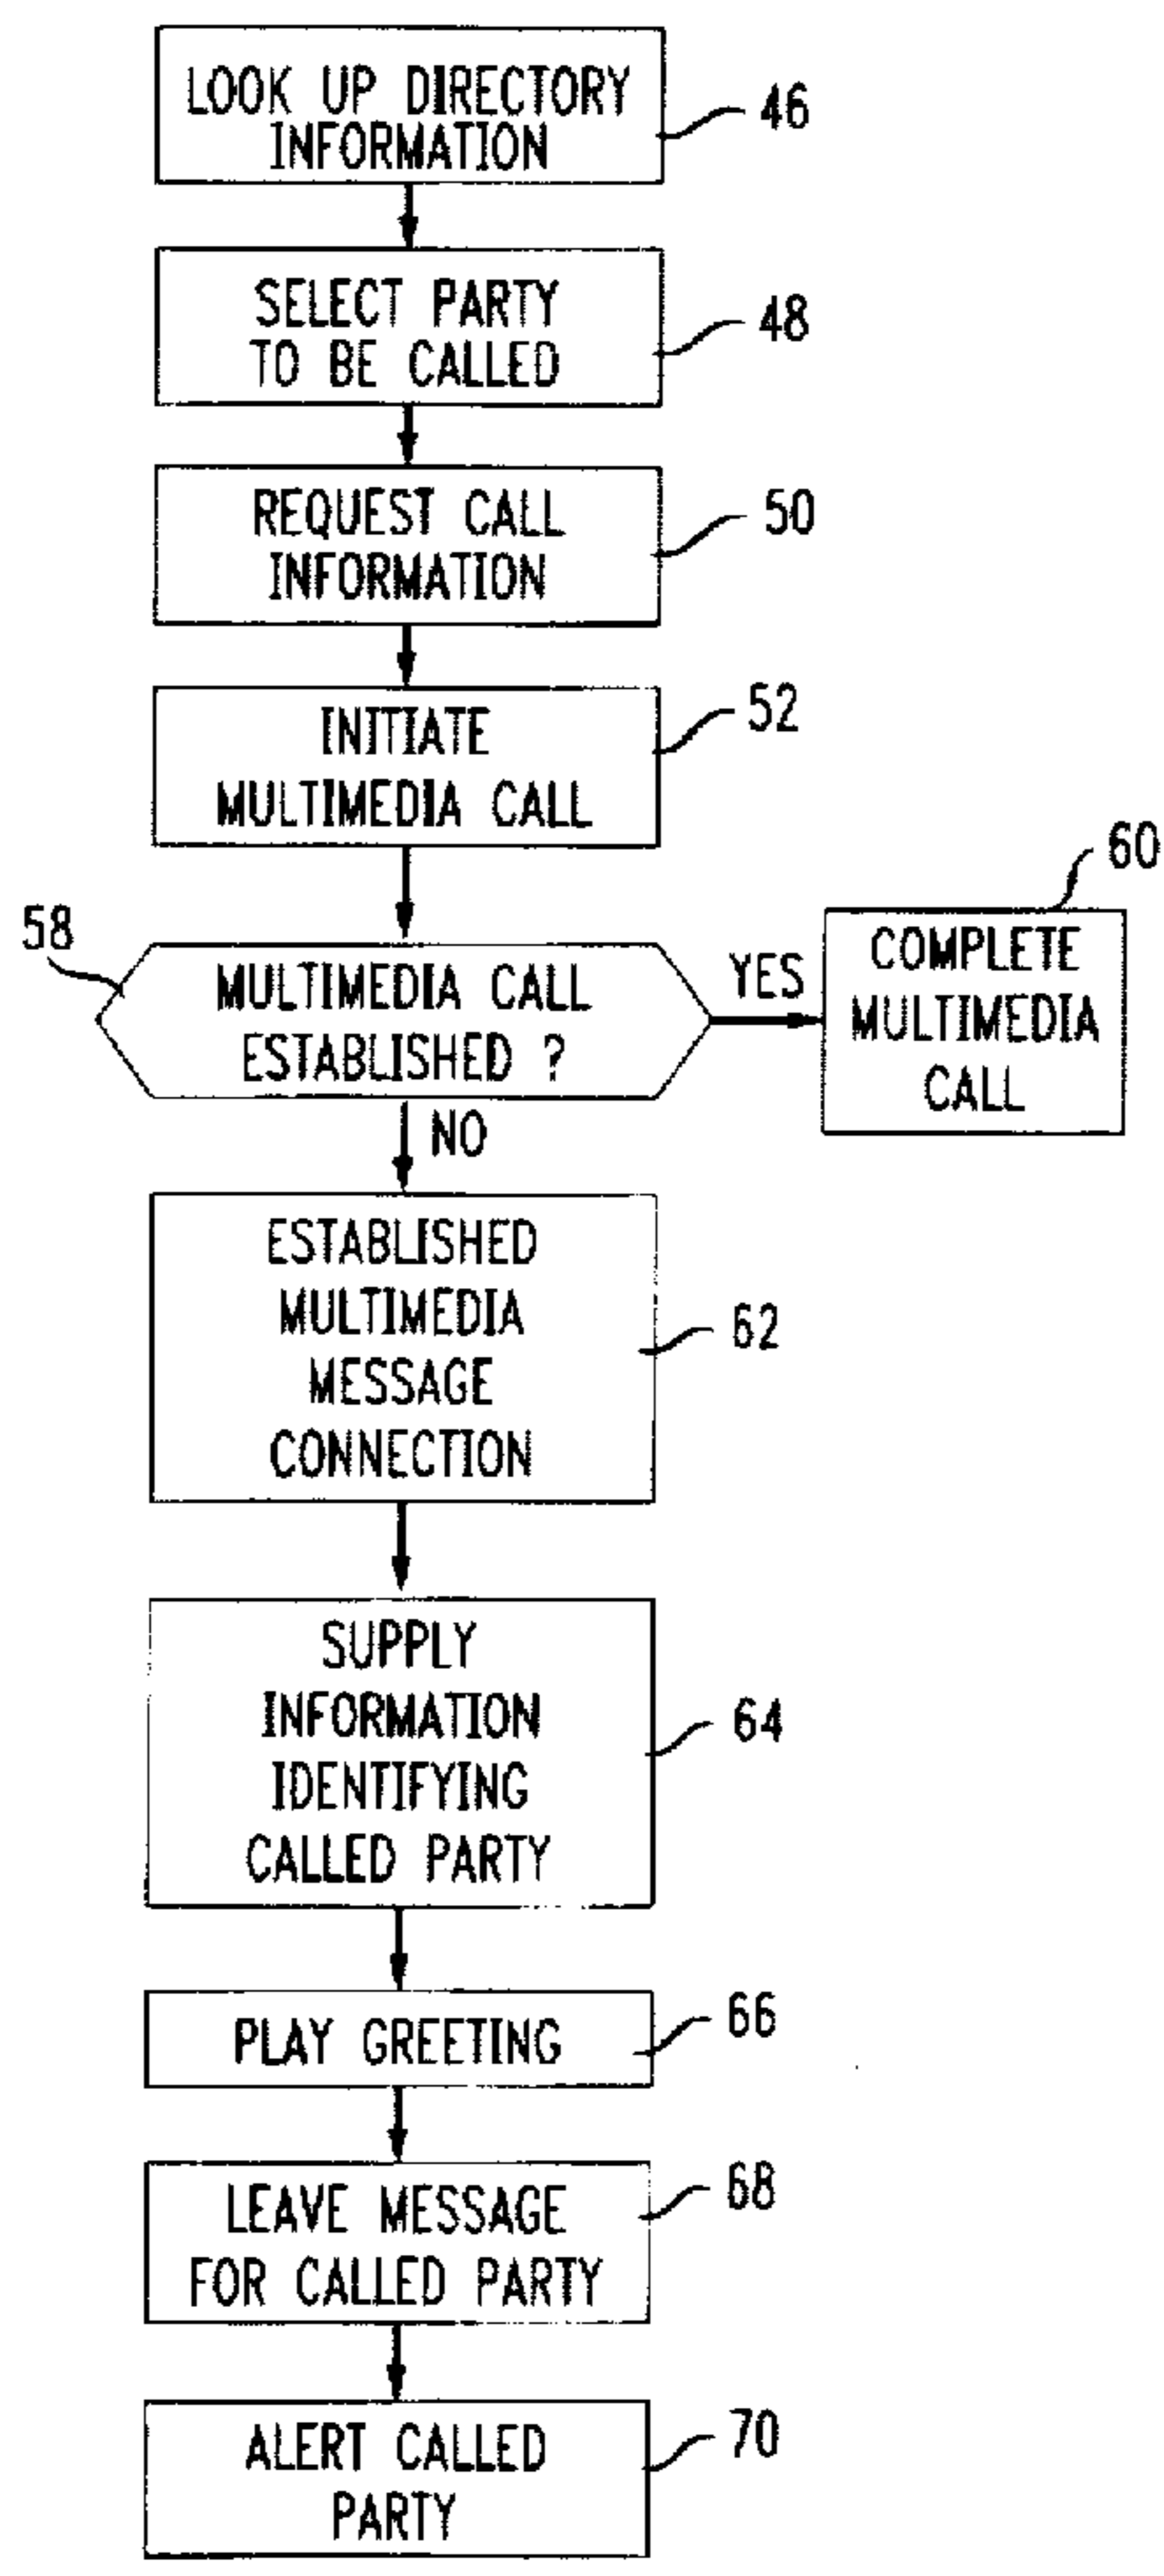 LOOK UP DIRECTORY
INFORMATION
46
SELECT PARTY
TO BE CALLED
48
REQUEST CALL
INFORMATION
50
INITIATE
MULTIMEDIA CALL
52
58
MULTIMEDIA CALL
ESTABLISHED ?
YES
60
COMPLETE
MULTIMEDIA
CALL
NO
ESTABLISHED
MULTIMEDIA
MESSAGE
CONNECTION
62
SUPPLY
INFORMATION
IDENTIFYING
CALLED PARTY
64
PLAY GREETING
66
LEAVE MESSAGE
FOR CALLED PARTY
68
ALERT CALLED
PARTY
70